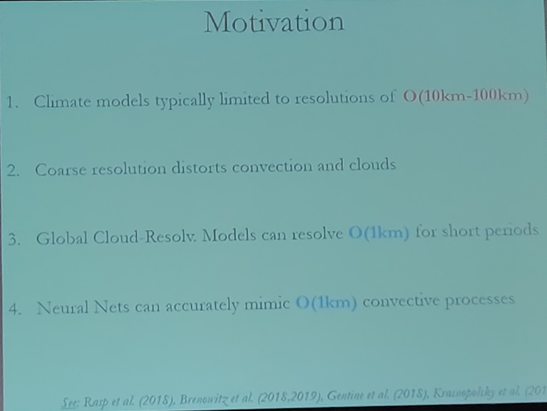 Motivation
1. Climate models typically limited to resolutions of O(10km-100km)
2. Coarse resolution distorts convection and clouds
3. Global Cloud-Resolv. Models can resolve O(1km) for short periods
4. Neural Nets can accurately mimic O(1km) convective processes
See: Rasp et al. (2018), Brenowitz et al. (2018,2019), Gentine et al. (2018), Krasnopolsky et al. (201